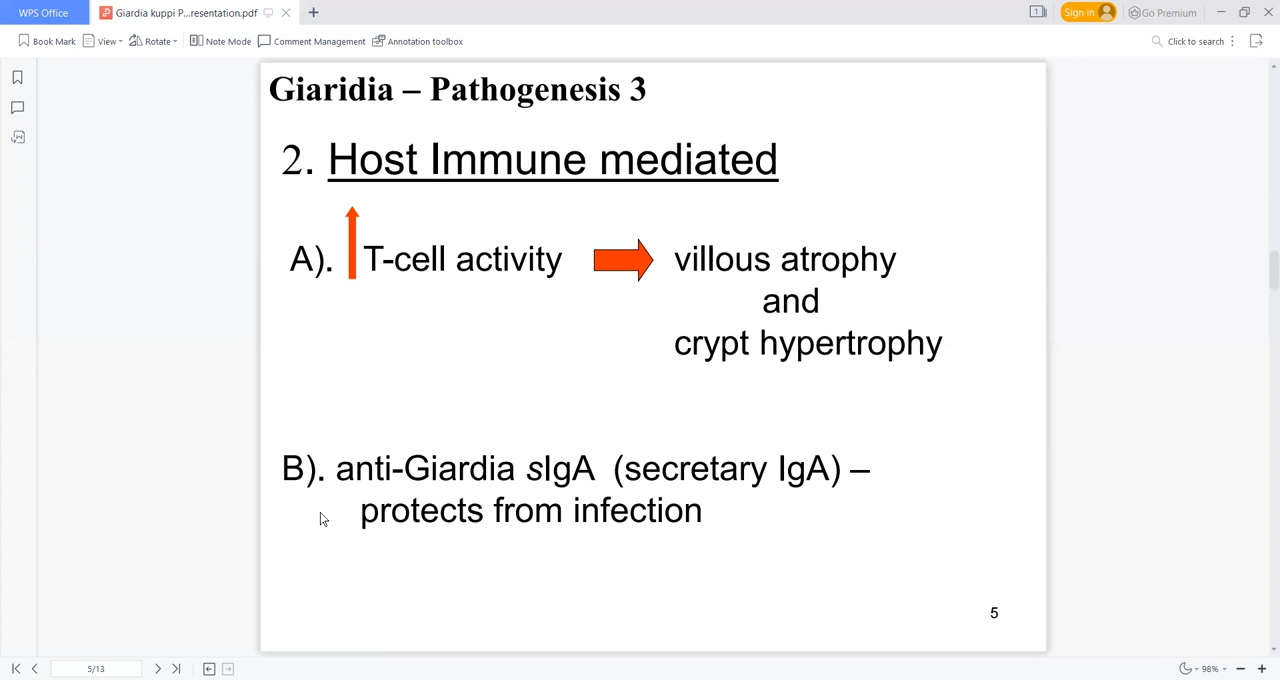 WPS Office
Giardia kuppi P...resentation.pdf
1
Sign in
Go Premium
Book Mark
View
Rotate
Note Mode
Comment Management
Annotation toolbox
Click to search
Giaridia – Pathogenesis 3
2. Host Immune mediated
A). T-cell activity villous atrophy
and
crypt hypertrophy
B). anti-Giardia sIgA (secretary IgA) –
protects from infection
5
5/13
98%